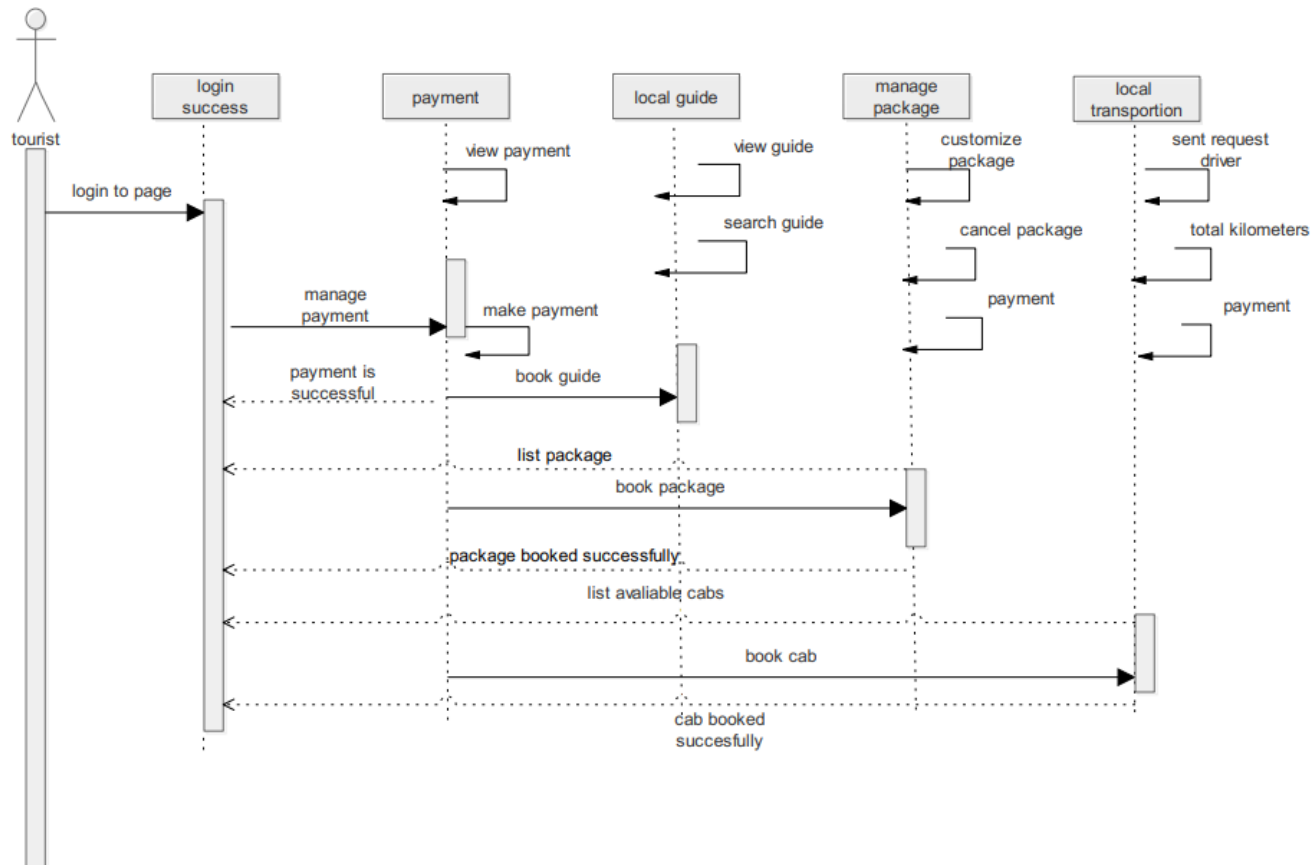 login
success
payment
local guide
manage
package
local
transportion
tourist
view payment
view guide
customize
package
sent request
driver
login to page
search guide
cancel package
total kilometers
manage
payment
make payment
payment
payment
payment is
successful
book guide
list package
book package
package booked successfully
list avaliable cabs
book cab
cab booked
succesfully